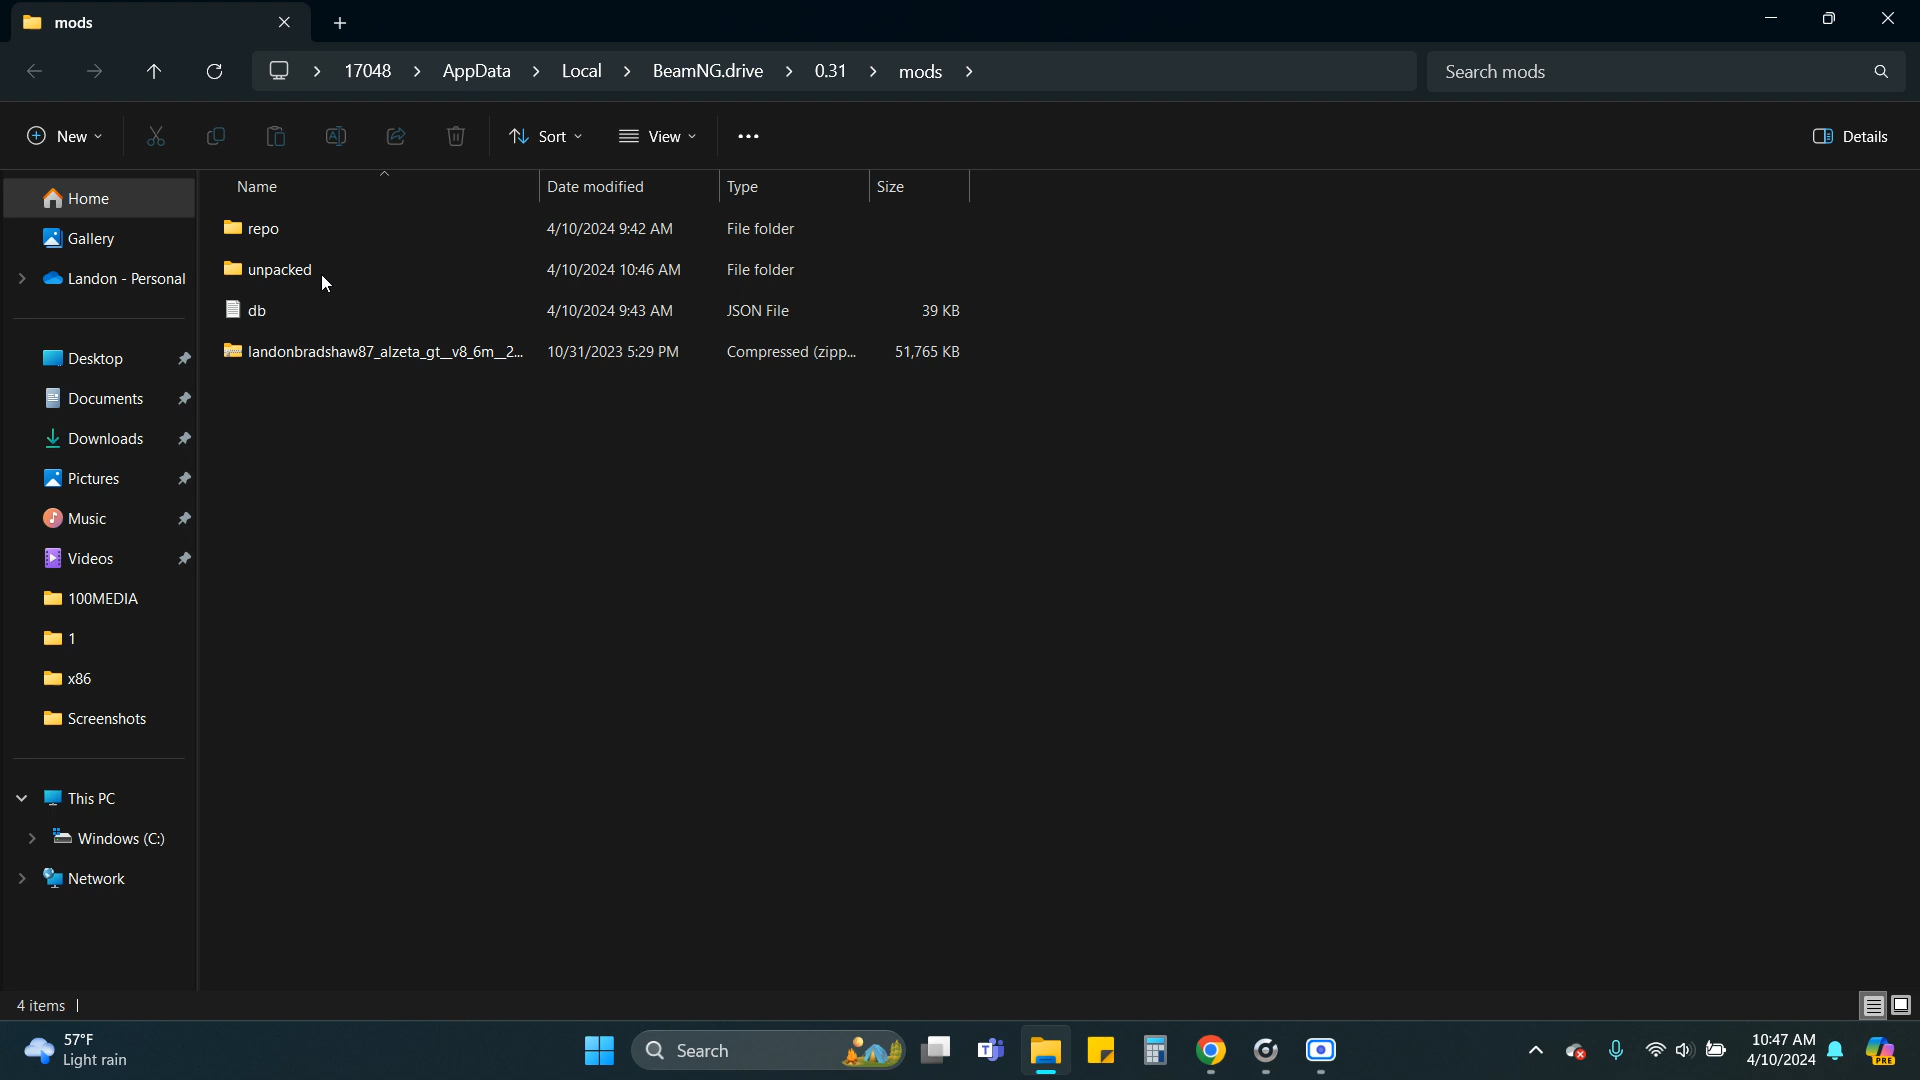 mods
17048 > AppData > Local > BeamNG.drive > 0.31 > mods >
Search mods
New
Sort
View
Details
Name
Date modified
Type
Size
repo 4/10/2024 9:42 AM File folder
unpacked 4/10/2024 10:46 AM File folder
db 4/10/2024 9:43 AM JSON File 39 KB
landonbradshaw87_alzeta_gt__v8_6m__2... 10/31/2023 5:29 PM Compressed (zipp... 51,765 KB
Home
Gallery
Landon - Personal
Desktop
Documents
Downloads
Pictures
Music
Videos
100MEDIA
1
x86
Screenshots
This PC
Windows (C:)
Network
4 items
57°F
Light rain
Search
10:47 AM
4/10/2024
PRE